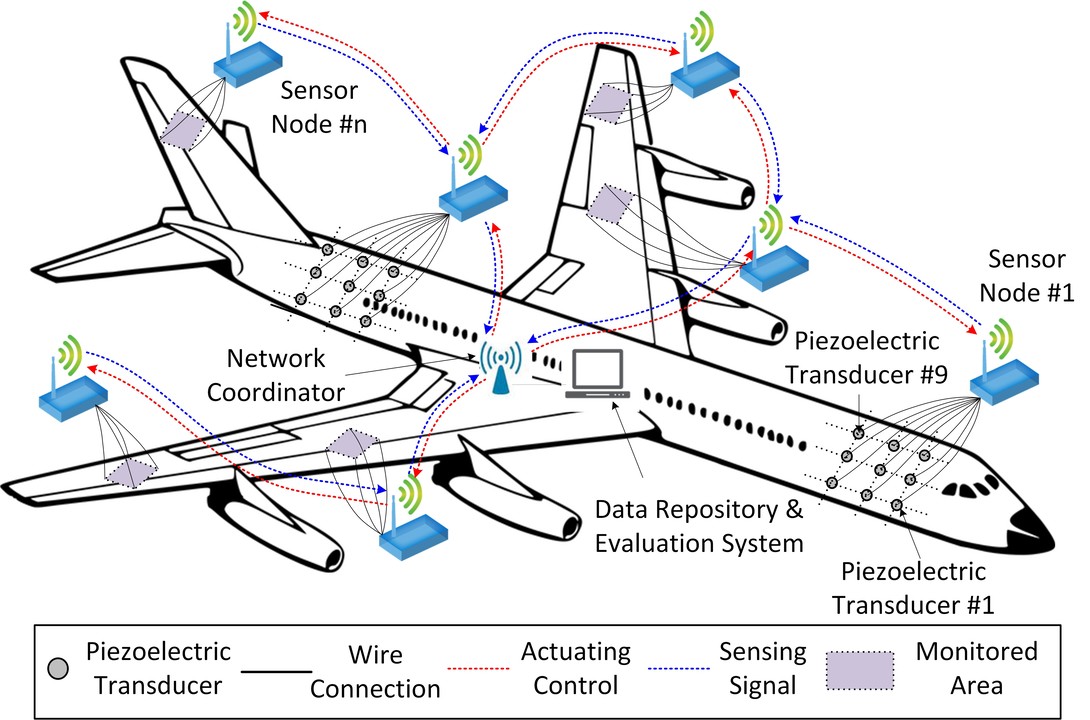 Sensor
Node #n
Sensor
Node #1
Piezoelectric
Transducer #9
Network
Coordinator
Data Repository &
Evaluation System
Piezoelectric
Transducer #1
Piezoelectric
Transducer
Wire
Connection
Actuating
Control
Sensing
Signal
Monitored
Area